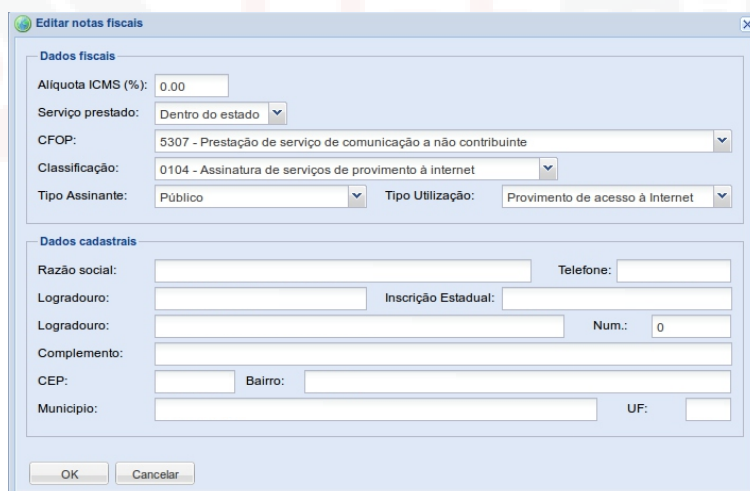 Editar notas fiscais
Dados fiscais
Alíquota ICMS (%): 0.00
Serviço prestado: Dentro do estado
CFOP: 5307 - Prestação de serviço de comunicação a não contribuinte
Classificação: 0104 - Assinatura de serviços de provimento à internet
Tipo Assinante: Público Tipo Utilização: Provimento de acesso à Internet
Dados cadastrais
Razão social: Telefone:
Logradouro: Inscrição Estadual:
Logradouro: Num.: 0
Complemento:
CEP: Bairro:
Municipio: UF:
OK Cancelar